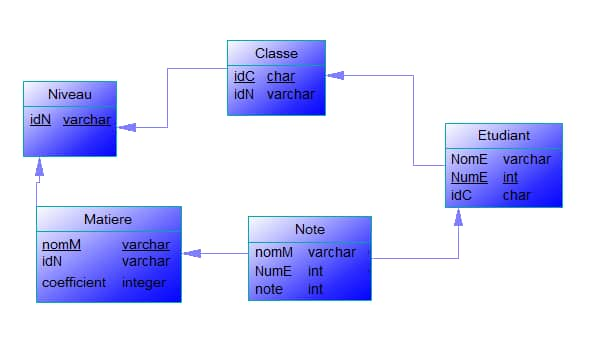 Classe
idC char
idN varchar
Niveau
idN varchar
Etudiant
NomE varchar
NumE int
idC char
Matiere
nomM varchar
idN varchar
coefficient integer
Note
nomM varchar
NumE int
note int